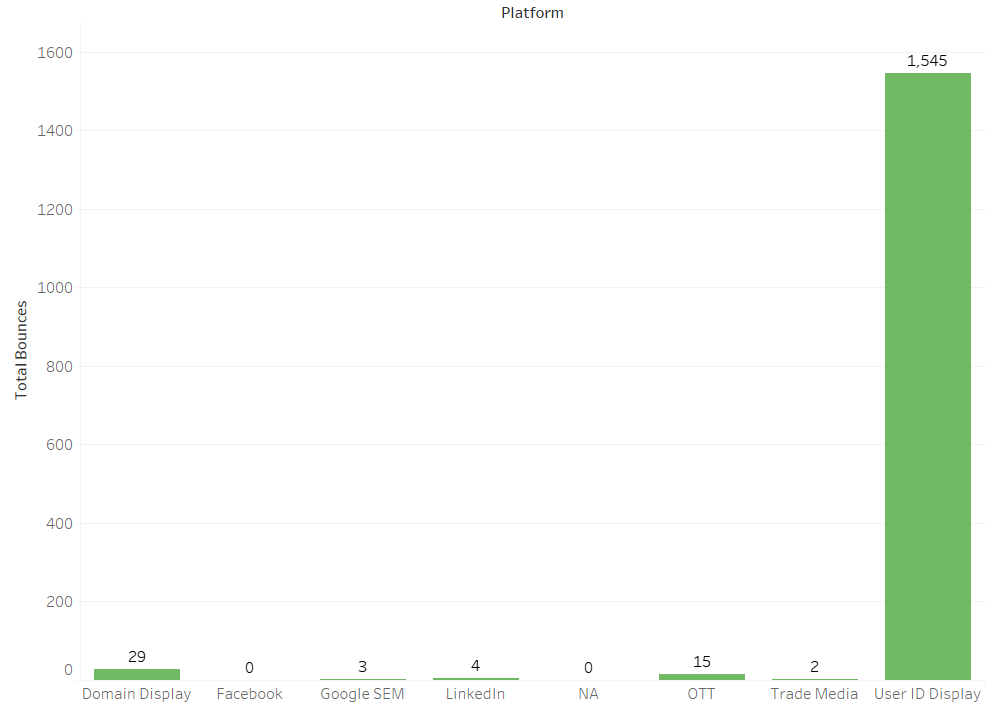 Platform
1600
1,545
1400
1200
1000
Total Bounces
800
600
400
200
29
0
3
4
0
15
2
0
Domain Display
Facebook
Google SEM
LinkedIn
NA
OTT
Trade Media
User ID Display